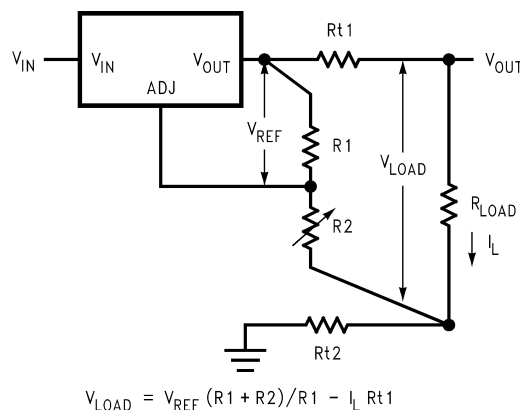 Rt1
V_IN
V_IN
V_OUT
V_OUT
ADJ
V_REF
R1
V_LOAD
R_LOAD
R2
I_L
Rt2
V_LOAD = V_REF (R1 + R2)/R1 - I_L Rt1